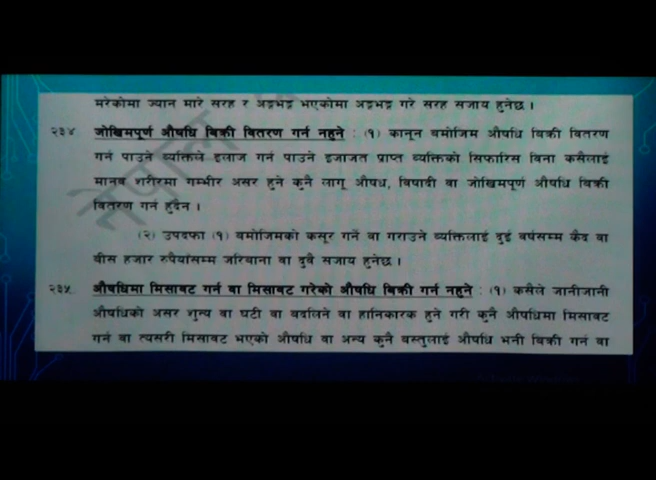 मरेकोमा ज्यान मारे सरह र अङ्गभङ्ग भएकोमा अङ्गभङ्ग गरे सरह सजाय हुनेछ ।
२३४ जोखिमपूर्ण औषधि बिक्री वितरण गर्न नहुने : (१) कानून बमोजिम औषधि बिक्री वितरण
गर्न पाउने व्यक्तिले इलाज गर्न पाउने इजाजत प्राप्त व्यक्तिको सिफारिस बिना कसैलाई
मानव शरीरमा गम्भीर असर हुने कुनै लागू औषध, विषादी वा जोखिमपूर्ण औषधि बिक्री
वितरण गर्न हुँदैन ।
(२) उपदफा (१) बमोजिमको कसूर गर्ने वा गराउने व्यक्तिलाई दुई वर्षसम्म कैद वा
बीस हजार रुपैयाँसम्म जरिबाना वा दुवै सजाय हुनेछ ।
२३५ औषधिमा मिसावट गर्न वा मिसावट गरेको औषधि बिक्री गर्न नहुने : (१) कसैले जानीजानी
औषधिको असर शुन्य वा घटी वा बदलिने वा हानिकारक हुने गरी कुनै औषधिमा मिसावट
गर्न वा त्यसरी मिसावट भएको औषधि वा अन्य कुनै वस्तुलाई औषधि भनी बिक्री गर्न वा